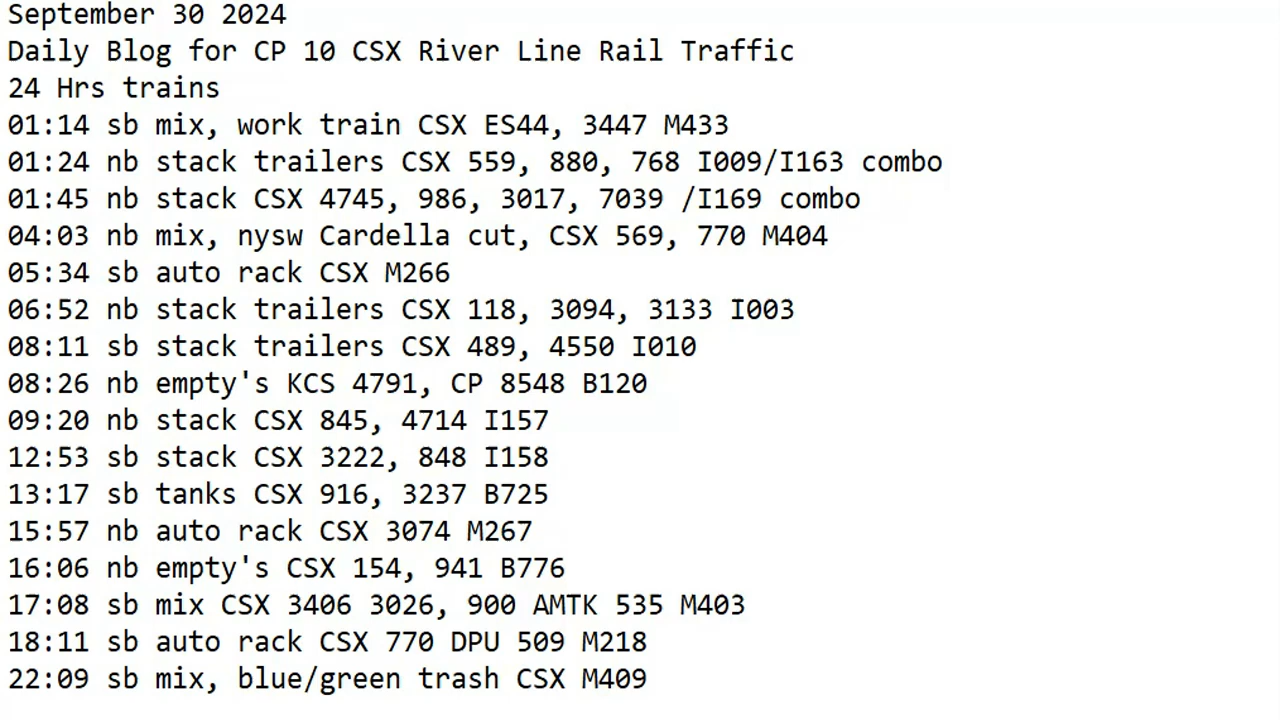 September 30 2024
Daily Blog for CP 10 CSX River Line Rail Traffic
24 Hrs trains
01:14 sb mix, work train CSX ES44, 3447 M433
01:24 nb stack trailers CSX 559, 880, 768 I009/I163 combo
01:45 nb stack CSX 4745, 986, 3017, 7039 /I169 combo
04:03 nb mix, nysw Cardella cut, CSX 569, 770 M404
05:34 sb auto rack CSX M266
06:52 nb stack trailers CSX 118, 3094, 3133 I003
08:11 sb stack trailers CSX 489, 4550 I010
08:26 nb empty's KCS 4791, CP 8548 B120
09:20 nb stack CSX 845, 4714 I157
12:53 sb stack CSX 3222, 848 I158
13:17 sb tanks CSX 916, 3237 B725
15:57 nb auto rack CSX 3074 M267
16:06 nb empty's CSX 154, 941 B776
17:08 sb mix CSX 3406 3026, 900 AMTK 535 M403
18:11 sb auto rack CSX 770 DPU 509 M218
22:09 sb mix, blue/green trash CSX M409